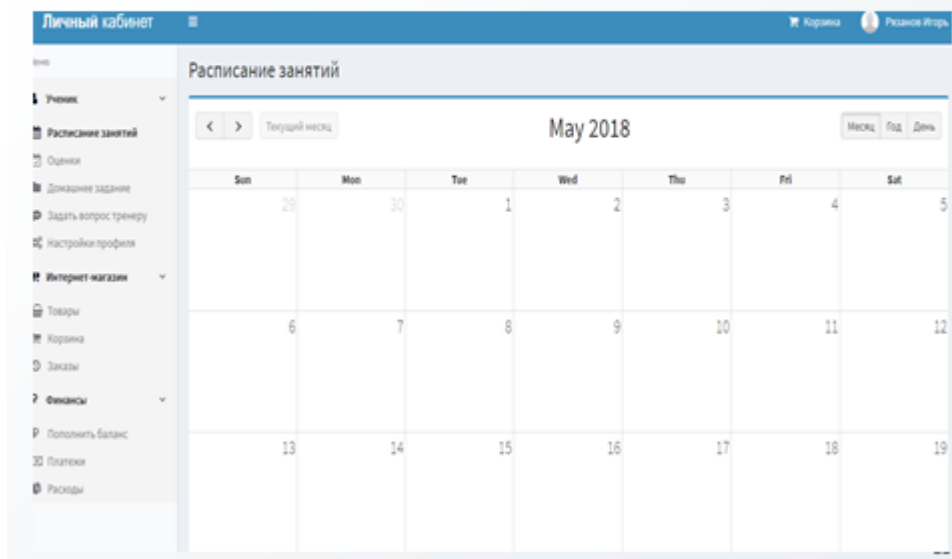 Личный кабинет
Корзина
Рязанов Игорь
Меню
Ученик
Расписание занятий
Оценки
Домашнее задание
Задать вопрос тренеру
Настройки профиля
Интернет-магазин
Товары
Корзина
Заказы
Финансы
Пополнить баланс
Платежи
Расходы
Расписание занятий
Текущий месяц
May 2018
Месяц Год День
Sun Mon Tue Wed Thu Fri Sat
29 30 1 2 3 4 5
6 7 8 9 10 11 12
13 14 15 16 17 18 19